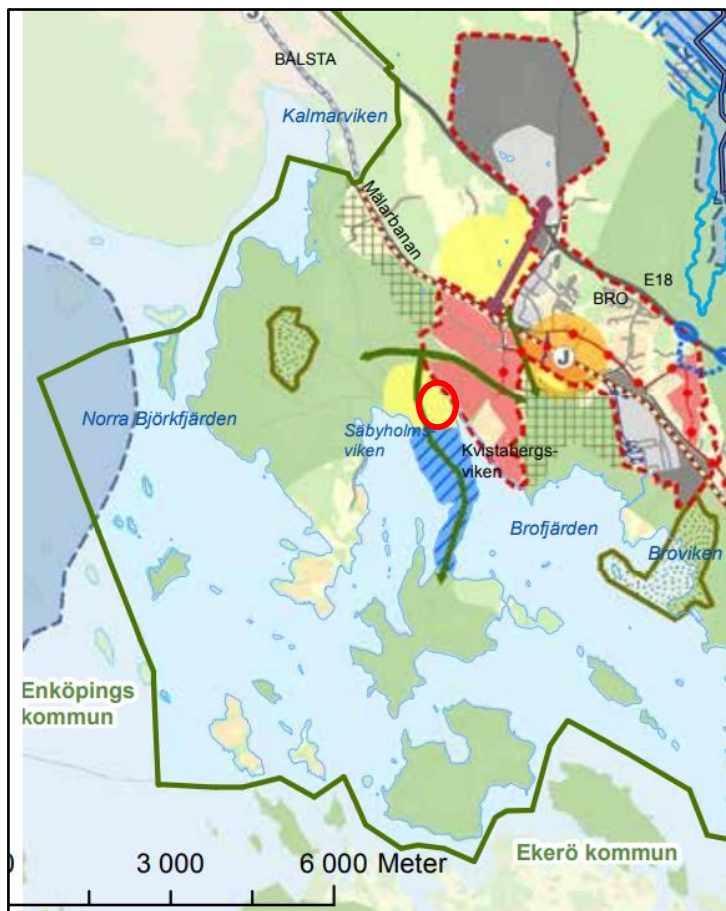 J
BÅLSTA
Kalmarviken
Mälarbanan
E18
BRO
J
Norra Björkfjärden
Säbyholms-
viken
Kvistabergs-
viken
Brofjärden
Broviken
Enköpings
kommun
Ekerö kommun
3 000
6 000 Meter